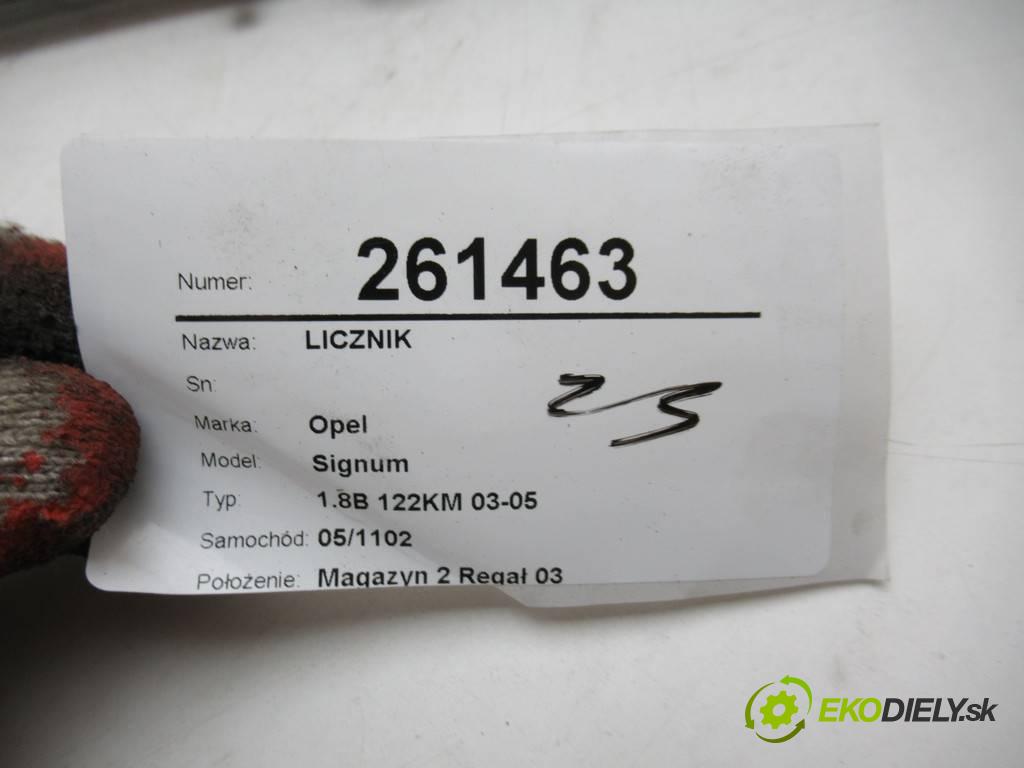 Numer: 261463
Nazwa: LICZNIK
Sn:
25
Marka: Opel
Model: Signum
Typ: 1.8B 122KM 03-05
Samochód: 05/1102
Położenie: Magazyn 2 Regał 03
EKODIELY.sk